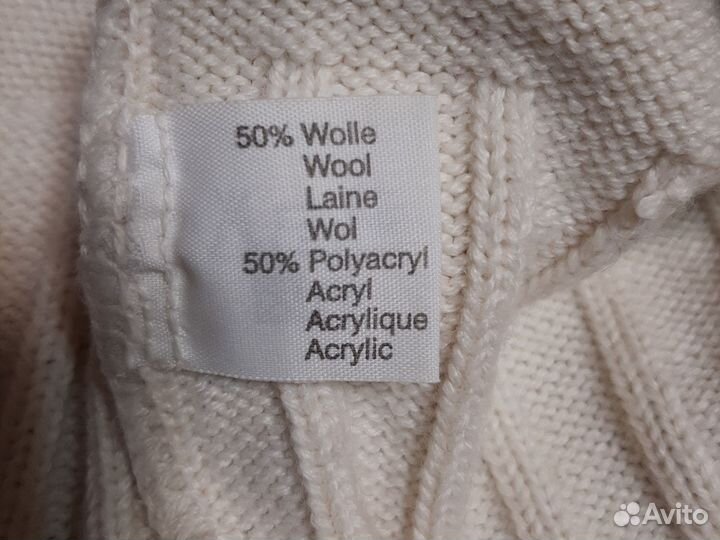 50% Wolle
Wool
Laine
Wol
50% Polyacryl
Acryl
Acrylique
Acrylic
Avito